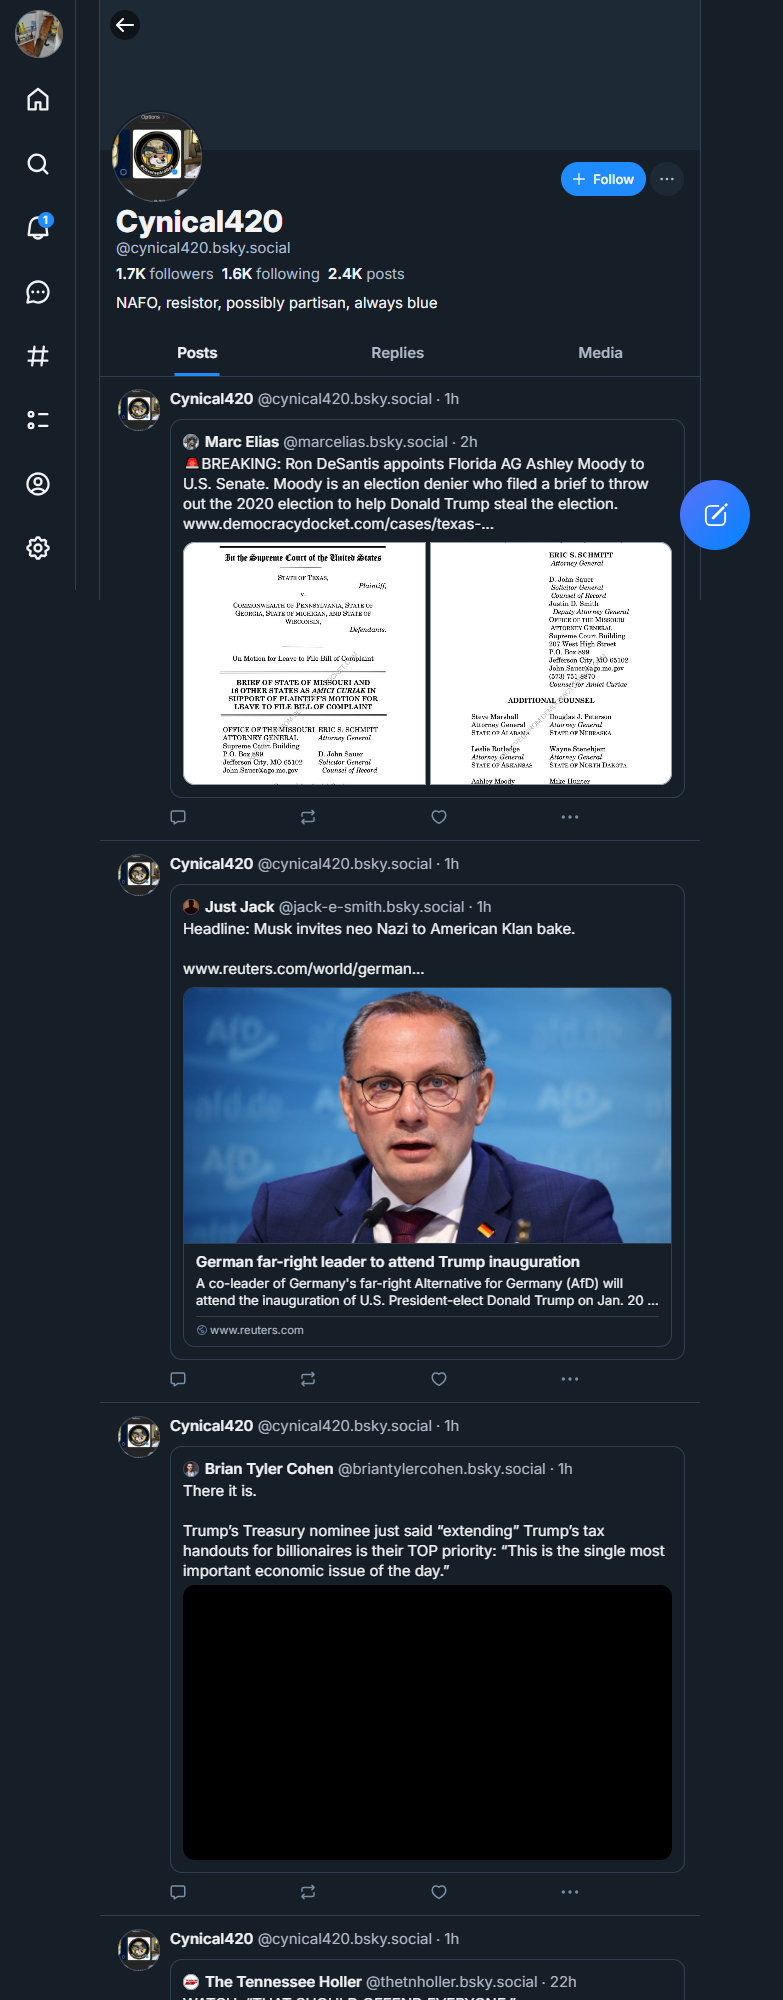 Cynical420
@cynical420.bsky.social
1.7K followers 1.6K following 2.4K posts
NAFO, resistor, possibly partisan, always blue
+ Follow
1
Posts Replies Media
Cynical420 @cynical420.bsky.social · 1h
Marc Elias @marcelias.bsky.social · 2h
🚨BREAKING: Ron DeSantis appoints Florida AG Ashley Moody to
U.S. Senate. Moody is an election denier who filed a brief to throw
out the 2020 election to help Donald Trump steal the election.
www.democracydocket.com/cases/texas-...
In the Supreme Court of the United States
STATE OF TEXAS,
Plaintiff,
v.
COMMONWEALTH OF PENNSYLVANIA, STATE OF
GEORGIA, STATE OF MICHIGAN, AND STATE OF
WISCONSIN,
Defendants.
On Motion for Leave to File Bill of Complaint
BRIEF OF STATE OF MISSOURI AND
16 OTHER STATES AS AMICI CURIAE IN
SUPPORT OF PLAINTIFF'S MOTION FOR
LEAVE TO FILE BILL OF COMPLAINT
OFFICE OF THE MISSOURI
ATTORNEY GENERAL
Supreme Court Building
P.O. Box 899
Jefferson City, MO 65102
John.Sauer@ago.mo.gov
ERIC S. SCHMITT
Attorney General
D. John Sauer
Solicitor General
Counsel of Record
ERIC S. SCHMITT
Attorney General
D. John Sauer
Solicitor General
Counsel of Record
Justin D. Smith
Deputy Attorney General
OFFICE OF THE MISSOURI
ATTORNEY GENERAL
Supreme Court Building
207 West High Street
P.O. Box 899
Jefferson City, MO 65102
John.Sauer@ago.mo.gov
(573) 751-8870
Counsel for Amici Curiae
ADDITIONAL COUNSEL
Steve Marshall
Attorney General
STATE OF ALABAMA
Leslie Rutledge
Attorney General
STATE OF ARKANSAS
Ashley Moody
Douglas J. Peterson
Attorney General
STATE OF NEBRASKA
Wayne Stenehjem
Attorney General
STATE OF NORTH DAKOTA
Mike Hunter
Cynical420 @cynical420.bsky.social · 1h
Just Jack @jack-e-smith.bsky.social · 1h
Headline: Musk invites neo Nazi to American Klan bake.
www.reuters.com/world/german...
AfD
afd.de
AfD
AfD
German far-right leader to attend Trump inauguration
A co-leader of Germany's far-right Alternative for Germany (AfD) will
attend the inauguration of U.S. President-elect Donald Trump on Jan. 20 ...
www.reuters.com
Cynical420 @cynical420.bsky.social · 1h
Brian Tyler Cohen @briantylercohen.bsky.social · 1h
There it is.
Trump's Treasury nominee just said “extending” Trump's tax
handouts for billionaires is their TOP priority: “This is the single most
important economic issue of the day.”
Cynical420 @cynical420.bsky.social · 1h
The Tennessee Holler @thetnholler.bsky.social · 22h